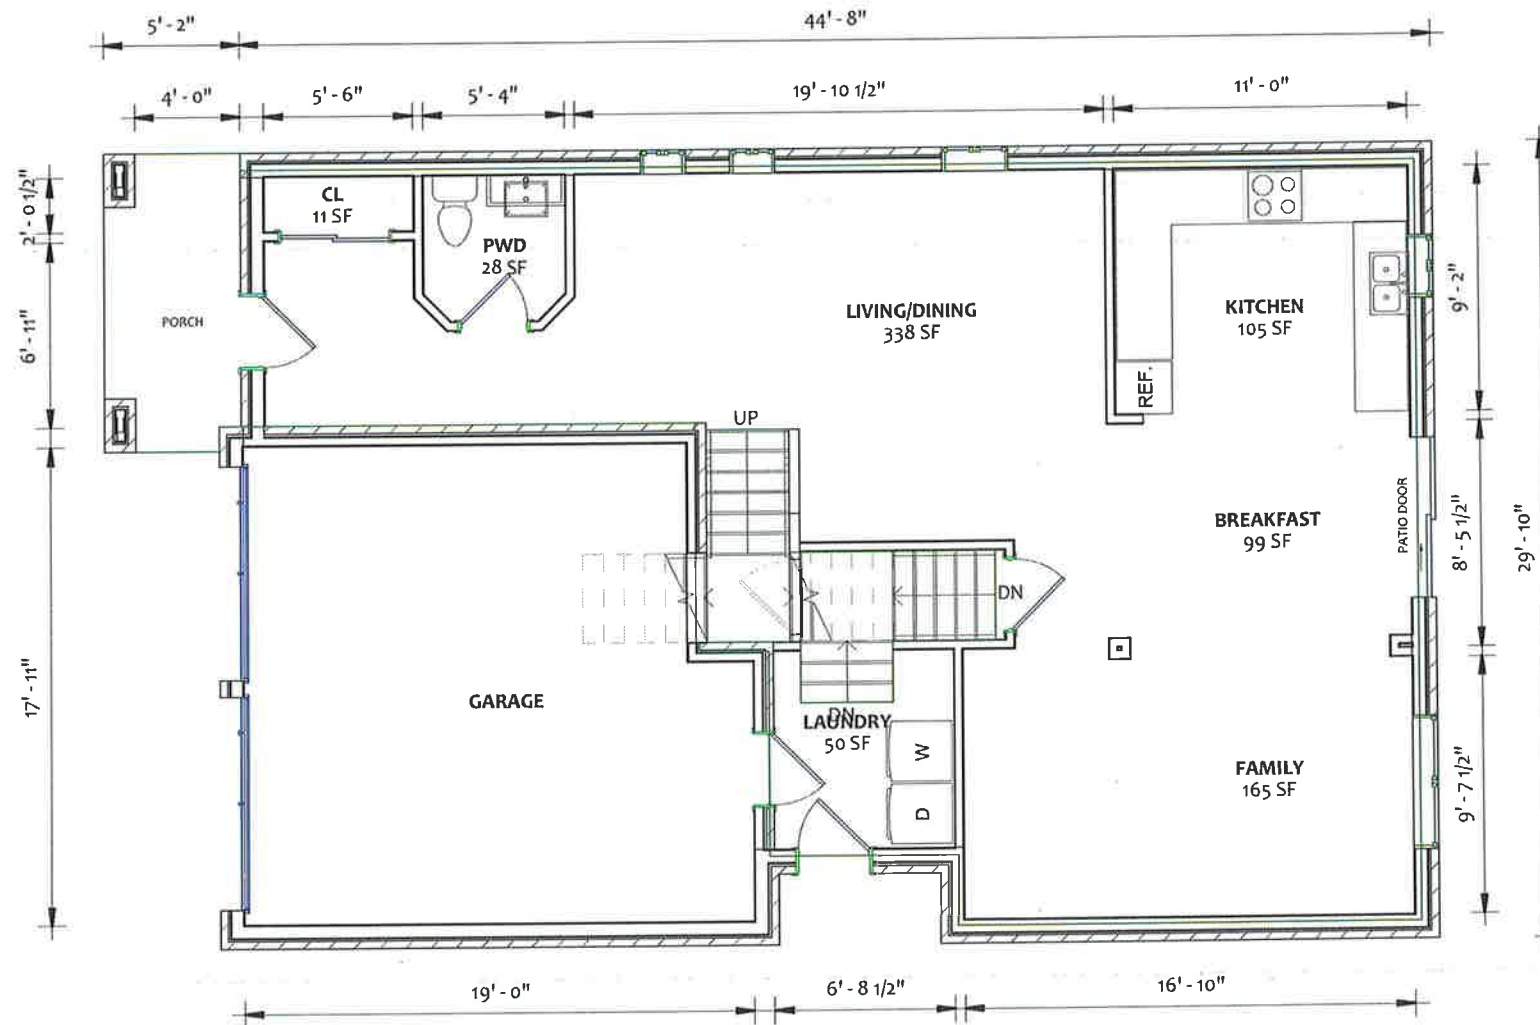 5' - 2"
44' - 8"
4' - 0"
5' - 6"
5' - 4"
19' - 10 1/2"
11' - 0"
2' - 0 1/2"
CL
11 SF
PWD
28 SF
6' - 11"
PORCH
LIVING/DINING
338 SF
KITCHEN
105 SF
9' - 2"
REF.
UP
BREAKFAST
99 SF
PATIO DOOR
8' - 5 1/2"
29' - 10"
DN
17' - 11"
GARAGE
DN
LAUNDRY
50 SF
W
D
FAMILY
165 SF
9' - 7 1/2"
19' - 0"
6' - 8 1/2"
16' - 10"